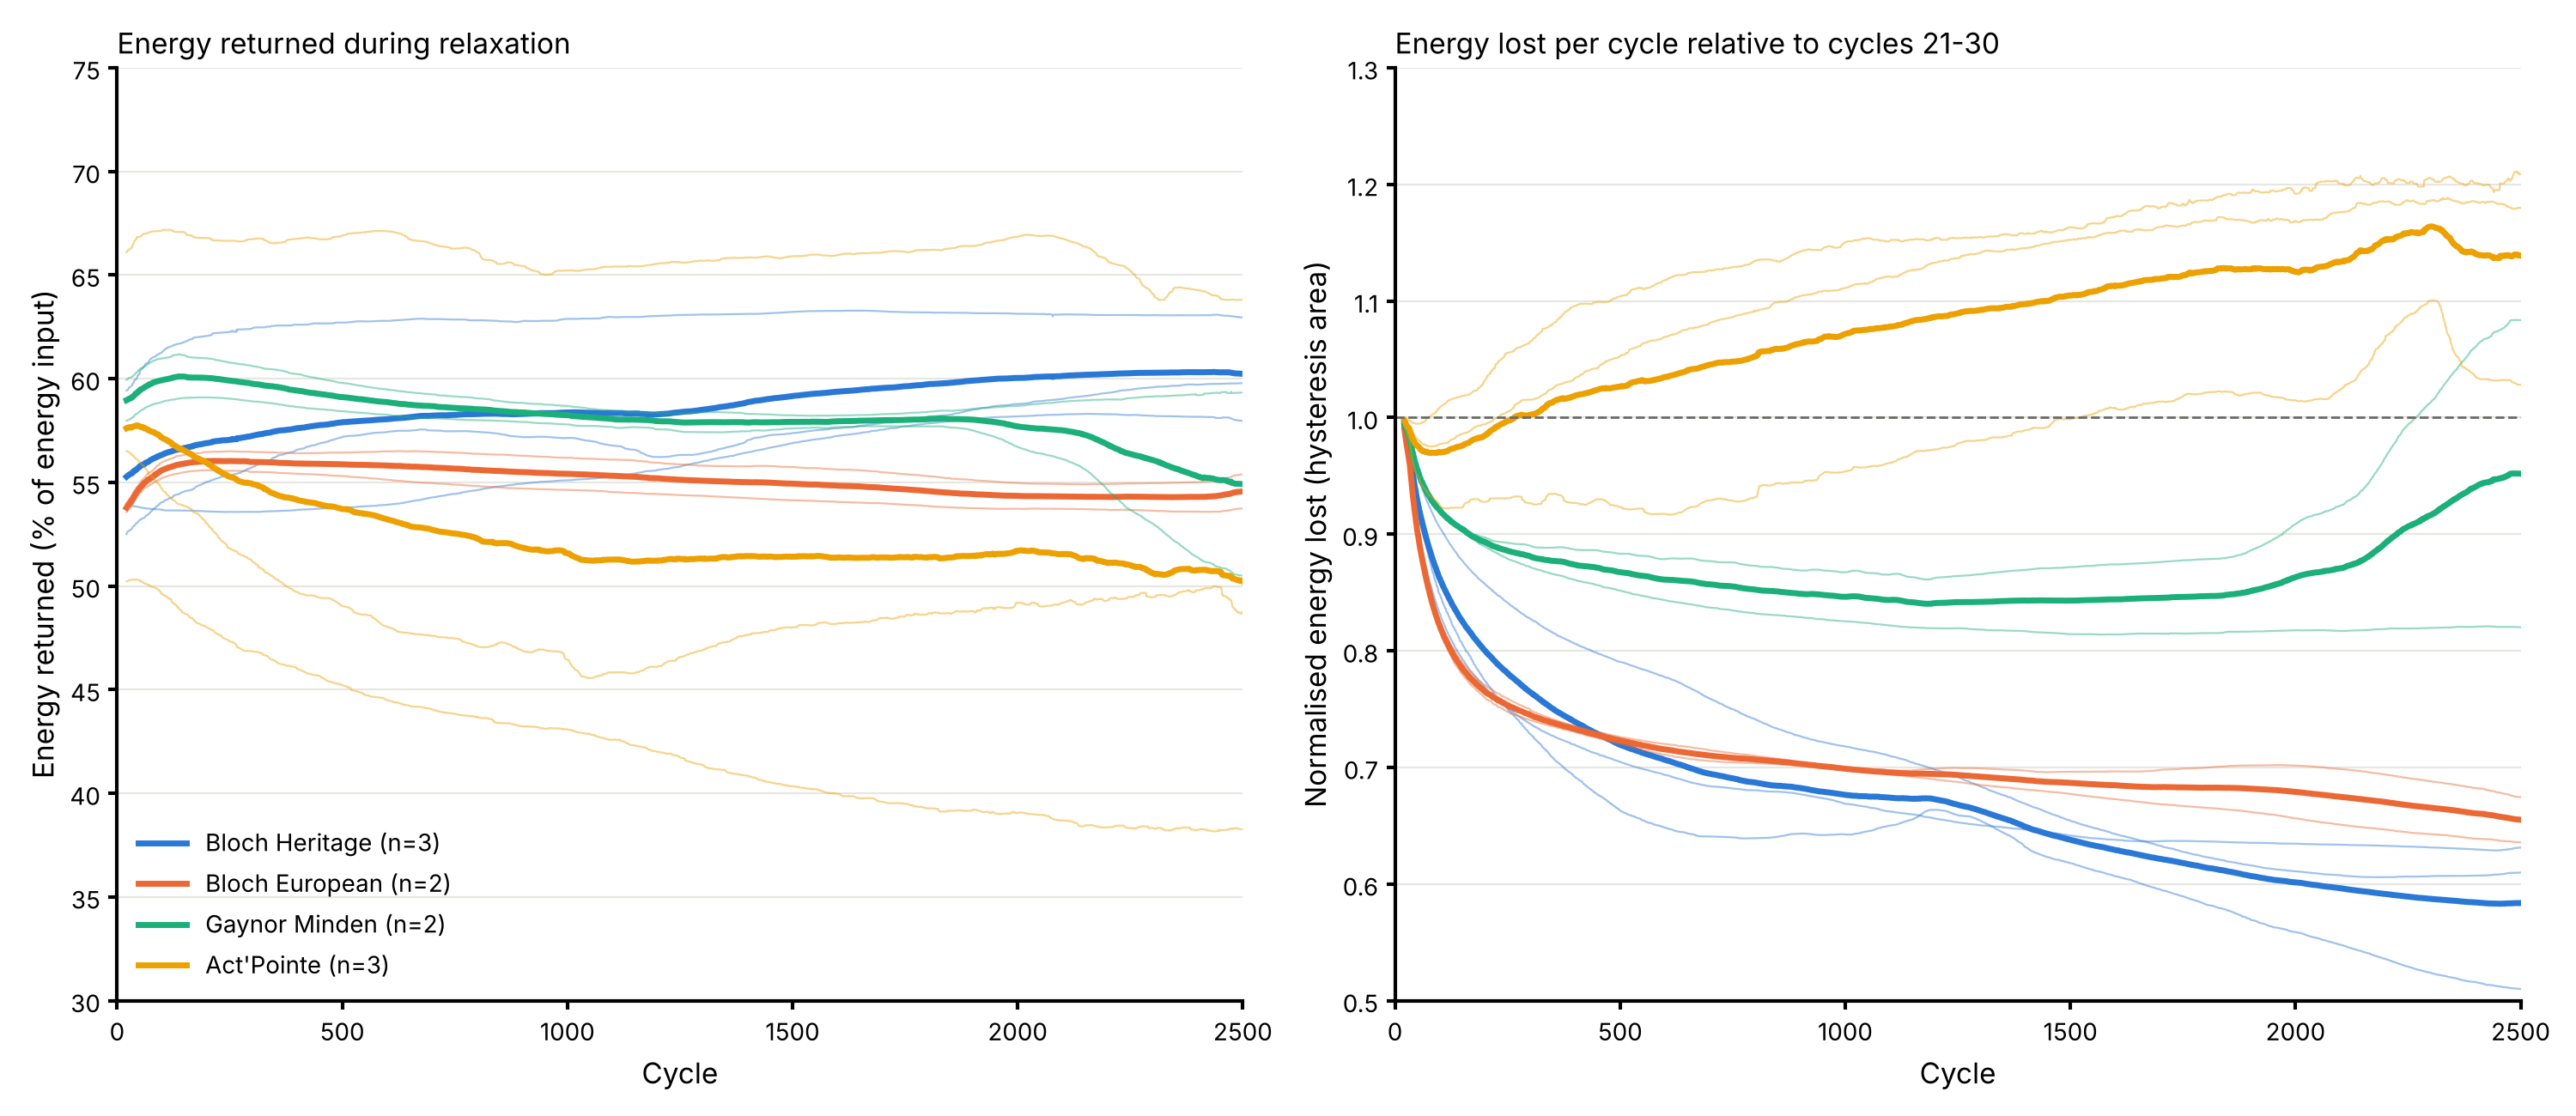 Energy returned during relaxation
Energy returned (% of energy input)
75
70
65
60
55
50
45
40
35
30
Bloch Heritage (n=3)
Bloch European (n=2)
Gaynor Minden (n=2)
Act'Pointe (n=3)
0 500 1000 1500 2000 2500
Cycle
Energy lost per cycle relative to cycles 21-30
Normalised energy lost (hysteresis area)
1.3
1.2
1.1
1.0
0.9
0.8
0.7
0.6
0.5
0 500 1000 1500 2000 2500
Cycle